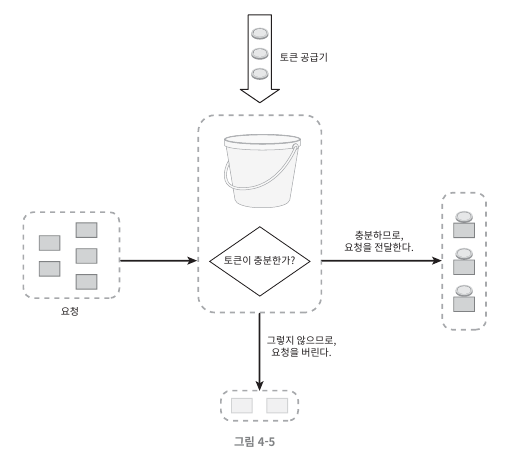 토큰 공급기
토큰이 충분한가?
충분하므로,
요청을 전달한다.
요청
그렇지 않으므로,
요청을 버린다.
그림 4-5